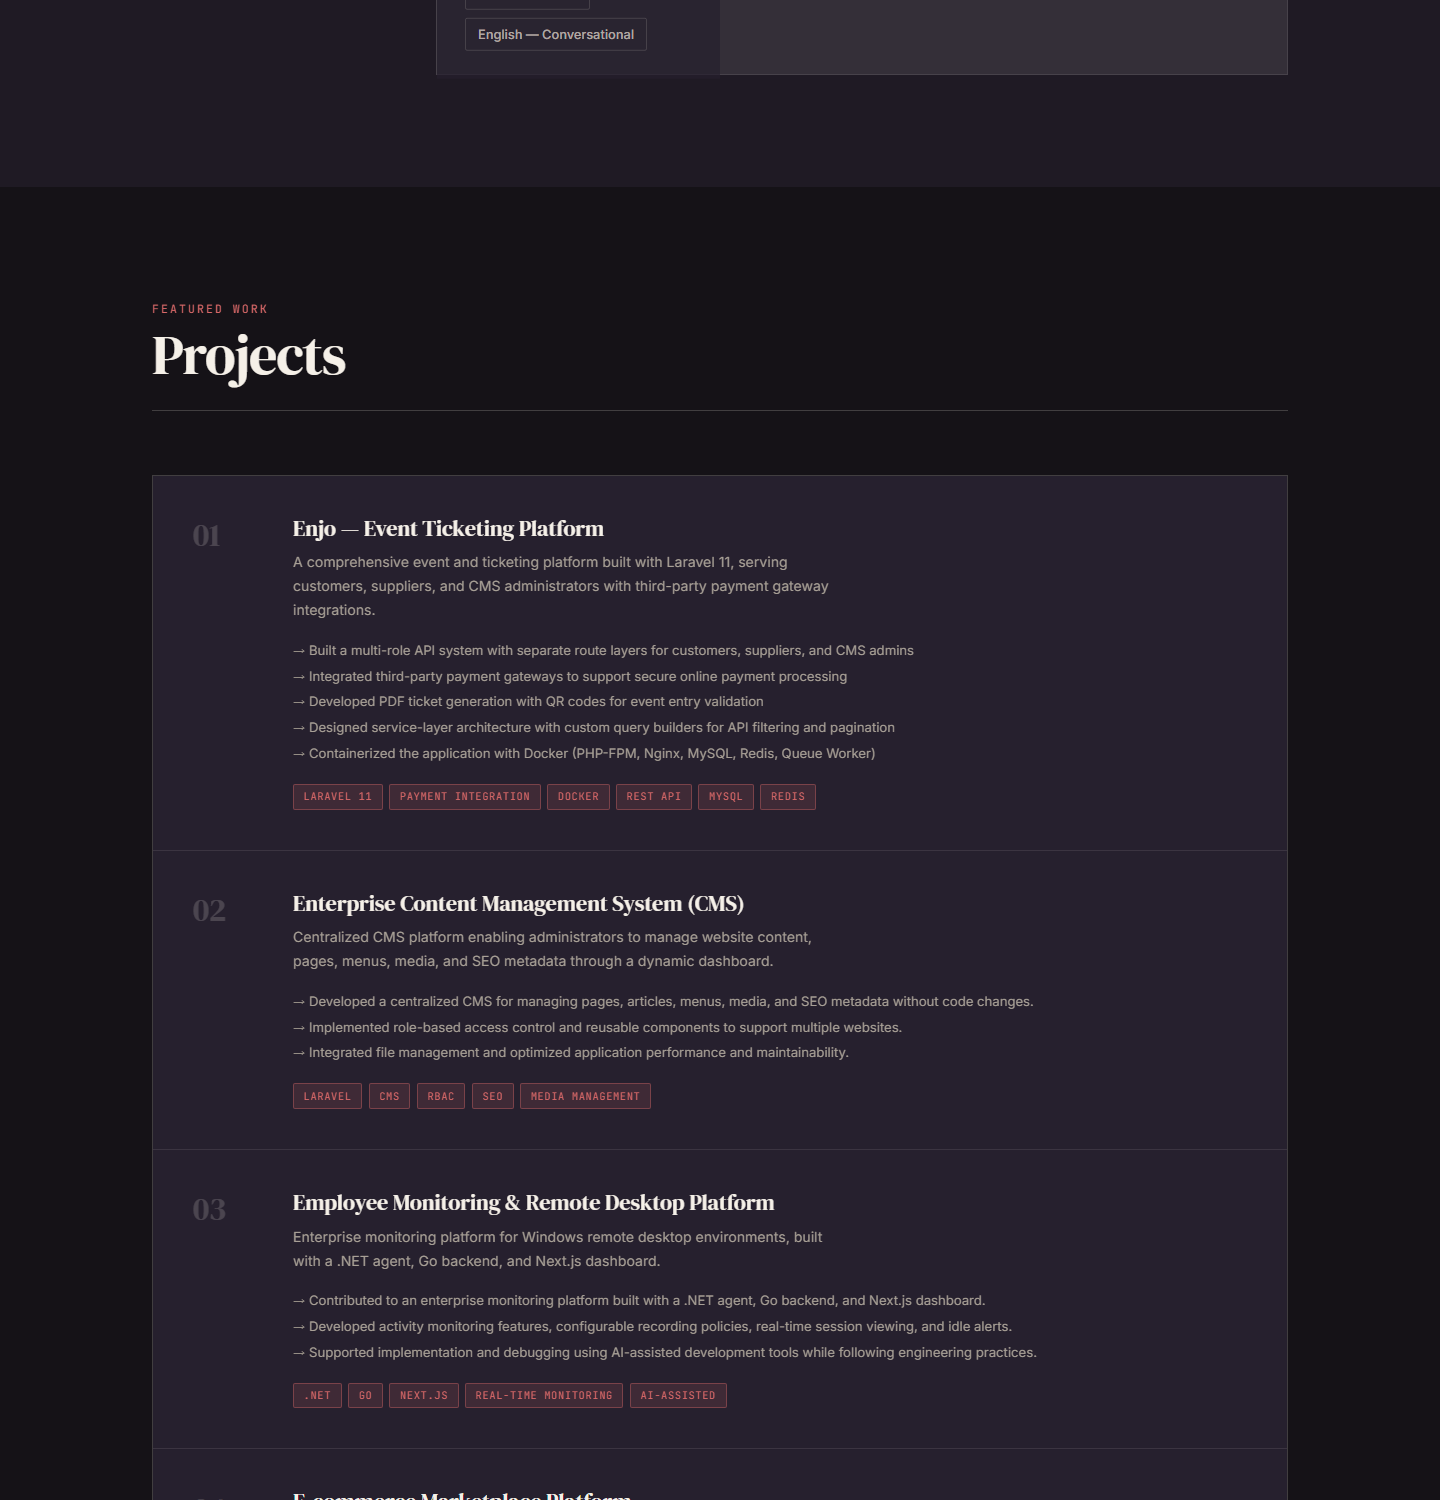 English — Conversational
FEATURED WORK
Projects
01
Enjo — Event Ticketing Platform
A comprehensive event and ticketing platform built with Laravel 11, serving
customers, suppliers, and CMS administrators with third-party payment gateway
integrations.
→ Built a multi-role API system with separate route layers for customers, suppliers, and CMS admins
→ Integrated third-party payment gateways to support secure online payment processing
→ Developed PDF ticket generation with QR codes for event entry validation
→ Designed service-layer architecture with custom query builders for API filtering and pagination
→ Containerized the application with Docker (PHP-FPM, Nginx, MySQL, Redis, Queue Worker)
LARAVEL 11 PAYMENT INTEGRATION DOCKER REST API MYSQL REDIS
02
Enterprise Content Management System (CMS)
Centralized CMS platform enabling administrators to manage website content,
pages, menus, media, and SEO metadata through a dynamic dashboard.
→ Developed a centralized CMS for managing pages, articles, menus, media, and SEO metadata without code changes.
→ Implemented role-based access control and reusable components to support multiple websites.
→ Integrated file management and optimized application performance and maintainability.
LARAVEL CMS RBAC SEO MEDIA MANAGEMENT
03
Employee Monitoring & Remote Desktop Platform
Enterprise monitoring platform for Windows remote desktop environments, built
with a .NET agent, Go backend, and Next.js dashboard.
→ Contributed to an enterprise monitoring platform built with a .NET agent, Go backend, and Next.js dashboard.
→ Developed activity monitoring features, configurable recording policies, real-time session viewing, and idle alerts.
→ Supported implementation and debugging using AI-assisted development tools while following engineering practices.
.NET GO NEXT.JS REAL-TIME MONITORING AI-ASSISTED
E-commerce Marketplace Platform